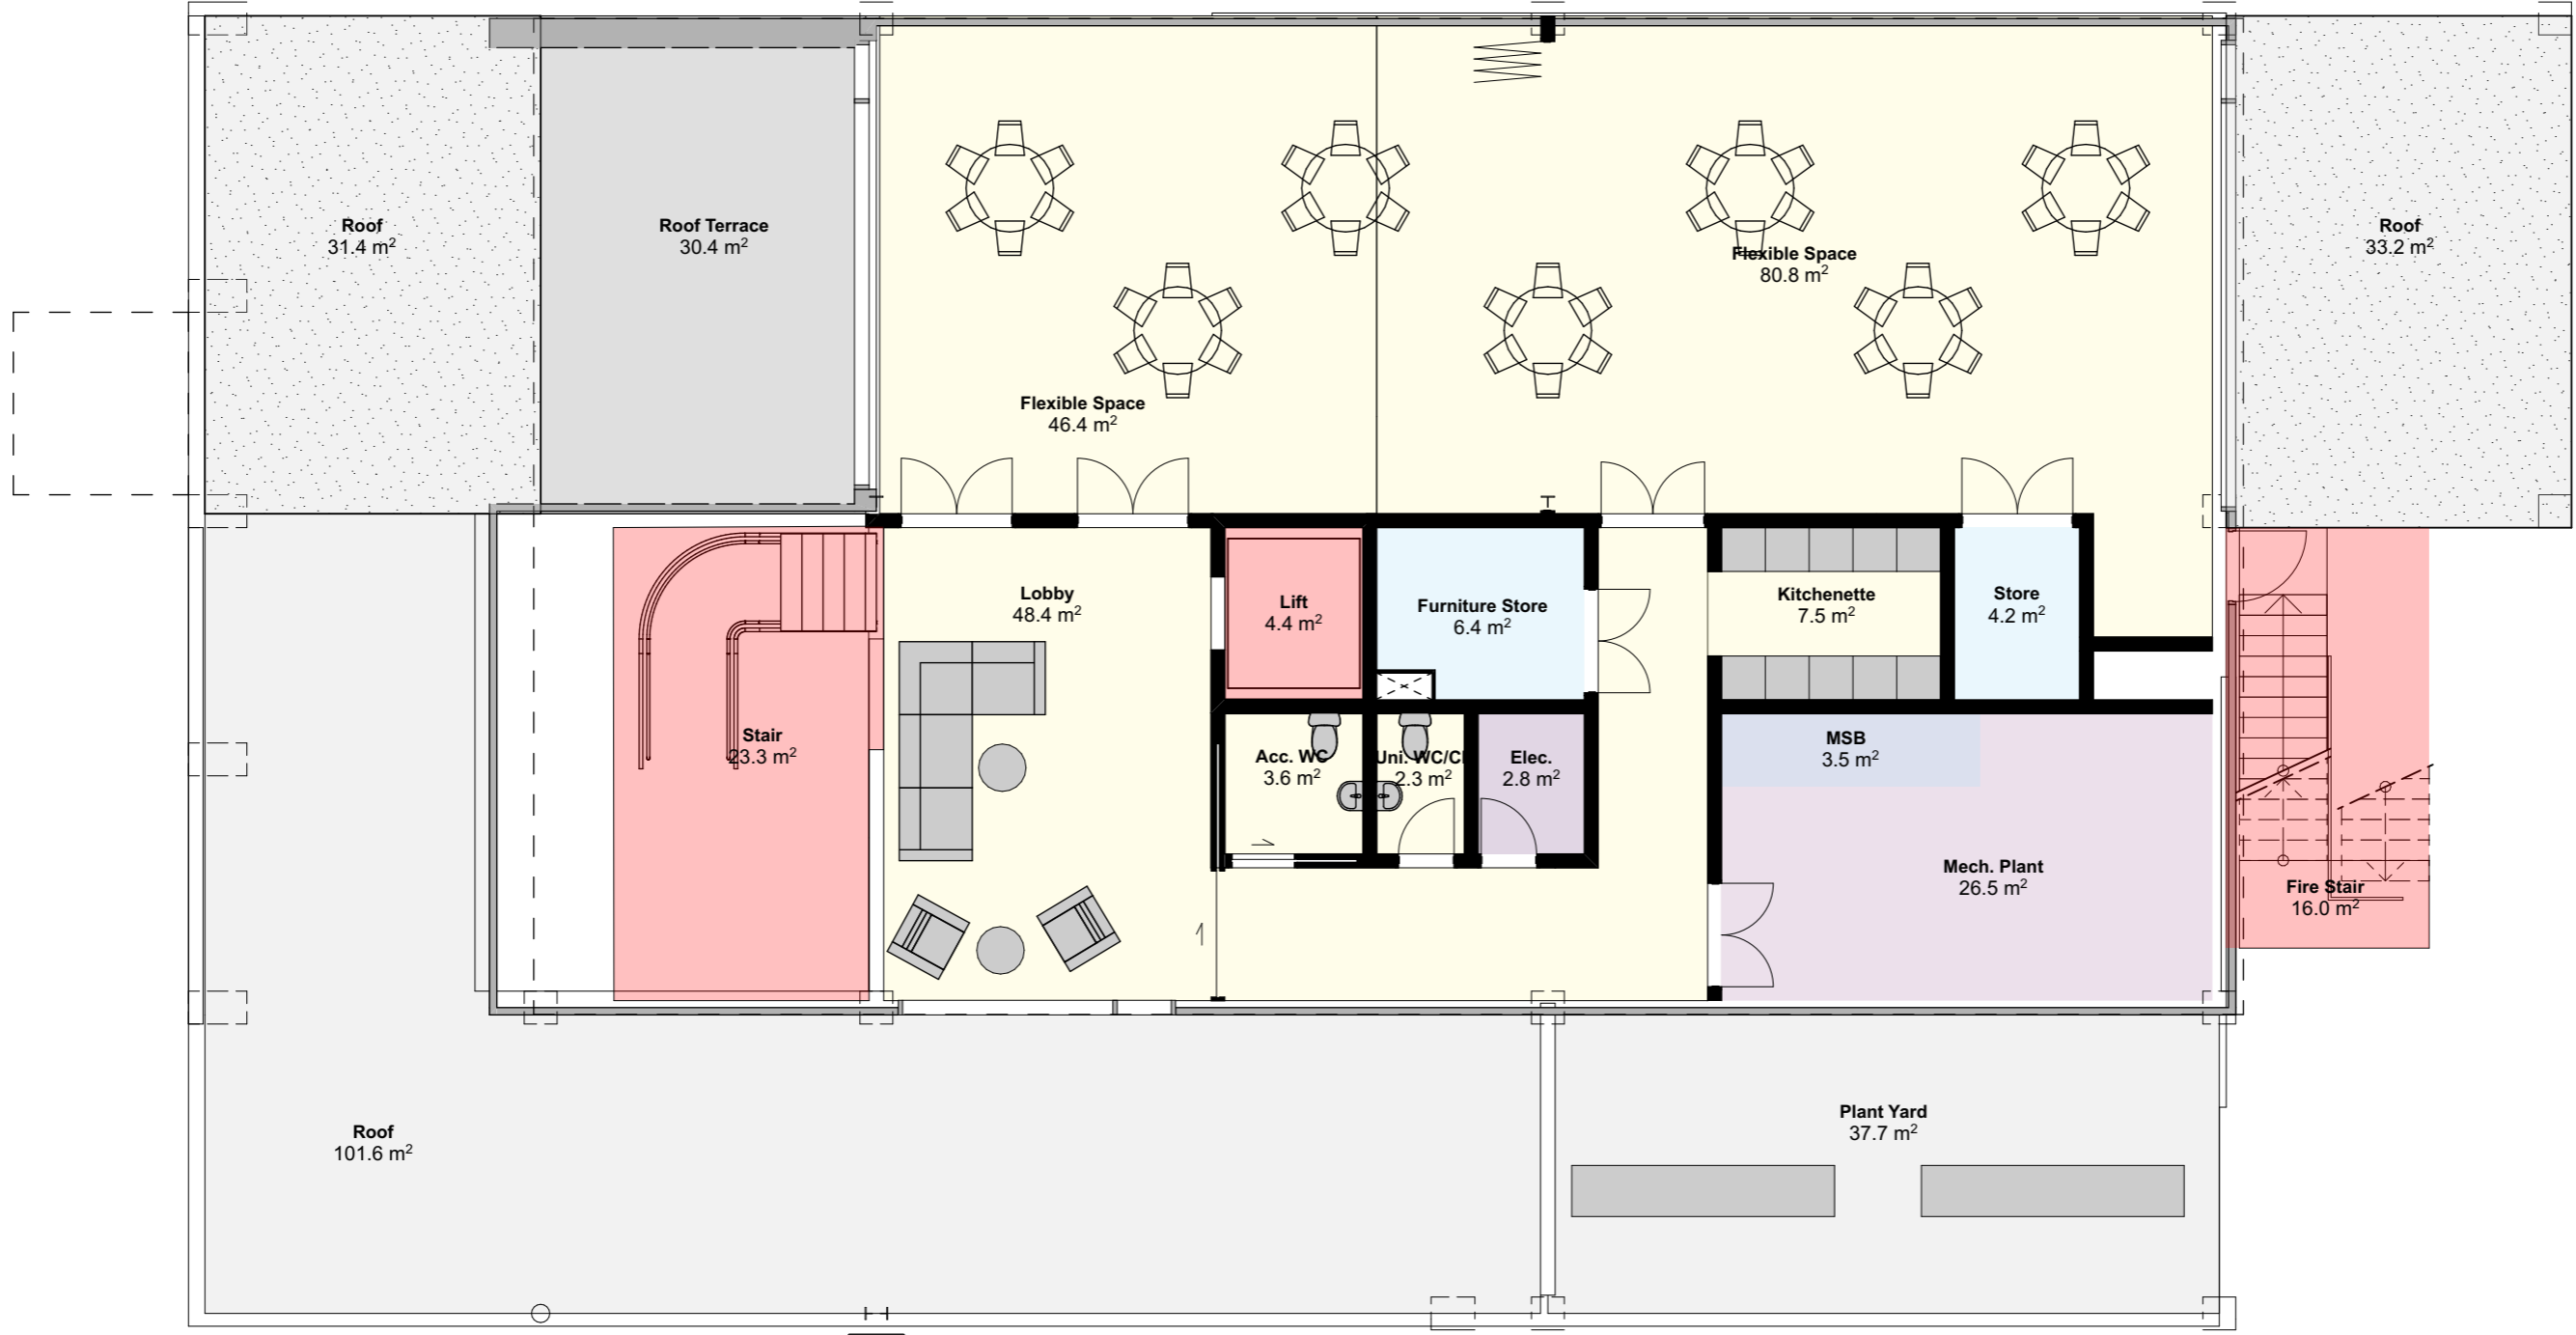 Roof
31.4 m²
Roof Terrace
30.4 m²
Flexible Space
46.4 m²
Flexible Space
80.8 m²
Roof
33.2 m²
Lobby
48.4 m²
Lift
4.4 m²
Furniture Store
6.4 m²
Kitchenette
7.5 m²
Store
4.2 m²
Stair
23.3 m²
Acc. WC
3.6 m²
Uni. WC/
2.3 m²
Elec.
2.8 m²
MSB
3.5 m²
Mech. Plant
26.5 m²
Fire Stair
16.0 m²
Roof
101.6 m²
Plant Yard
37.7 m²